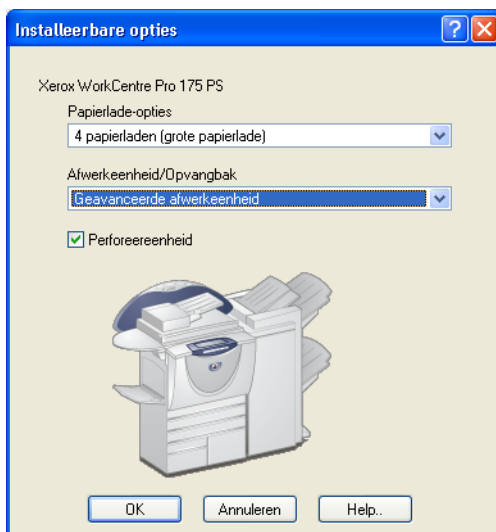 Installeerbare opties
Xerox WorkCentre Pro 175 PS
Papierlade-opties
4 papierladen (grote papierlade)
Afwerkeenheid/Opvangbak
Geavanceerde afwerkeenheid
Perforeereenheid
OK Annuleren Help..